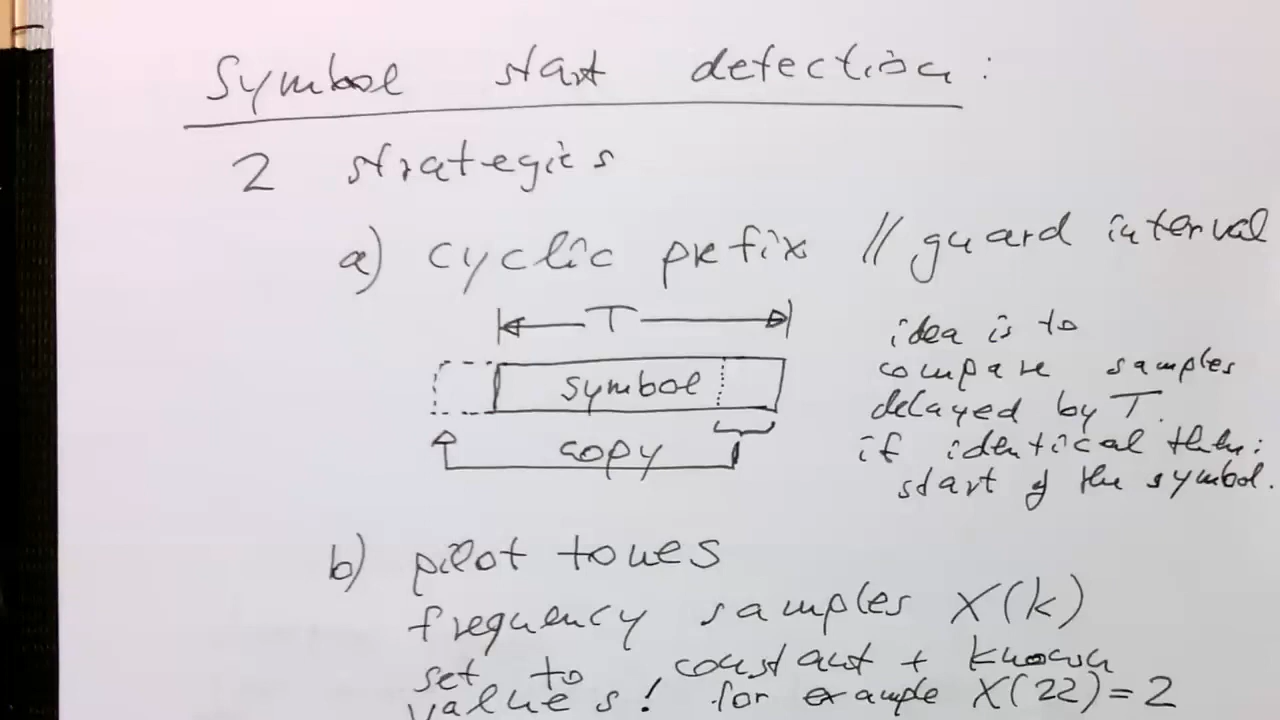 Symbol start detection:
2 strategies
a) cyclic prefix // guard interval
T
symbol
copy
idea is to
compare samples
delayed by T.
if identical then:
start of the symbol.
b) pilot tones
frequency samples X(k)
set to constant + known
values! for example X(22)=2